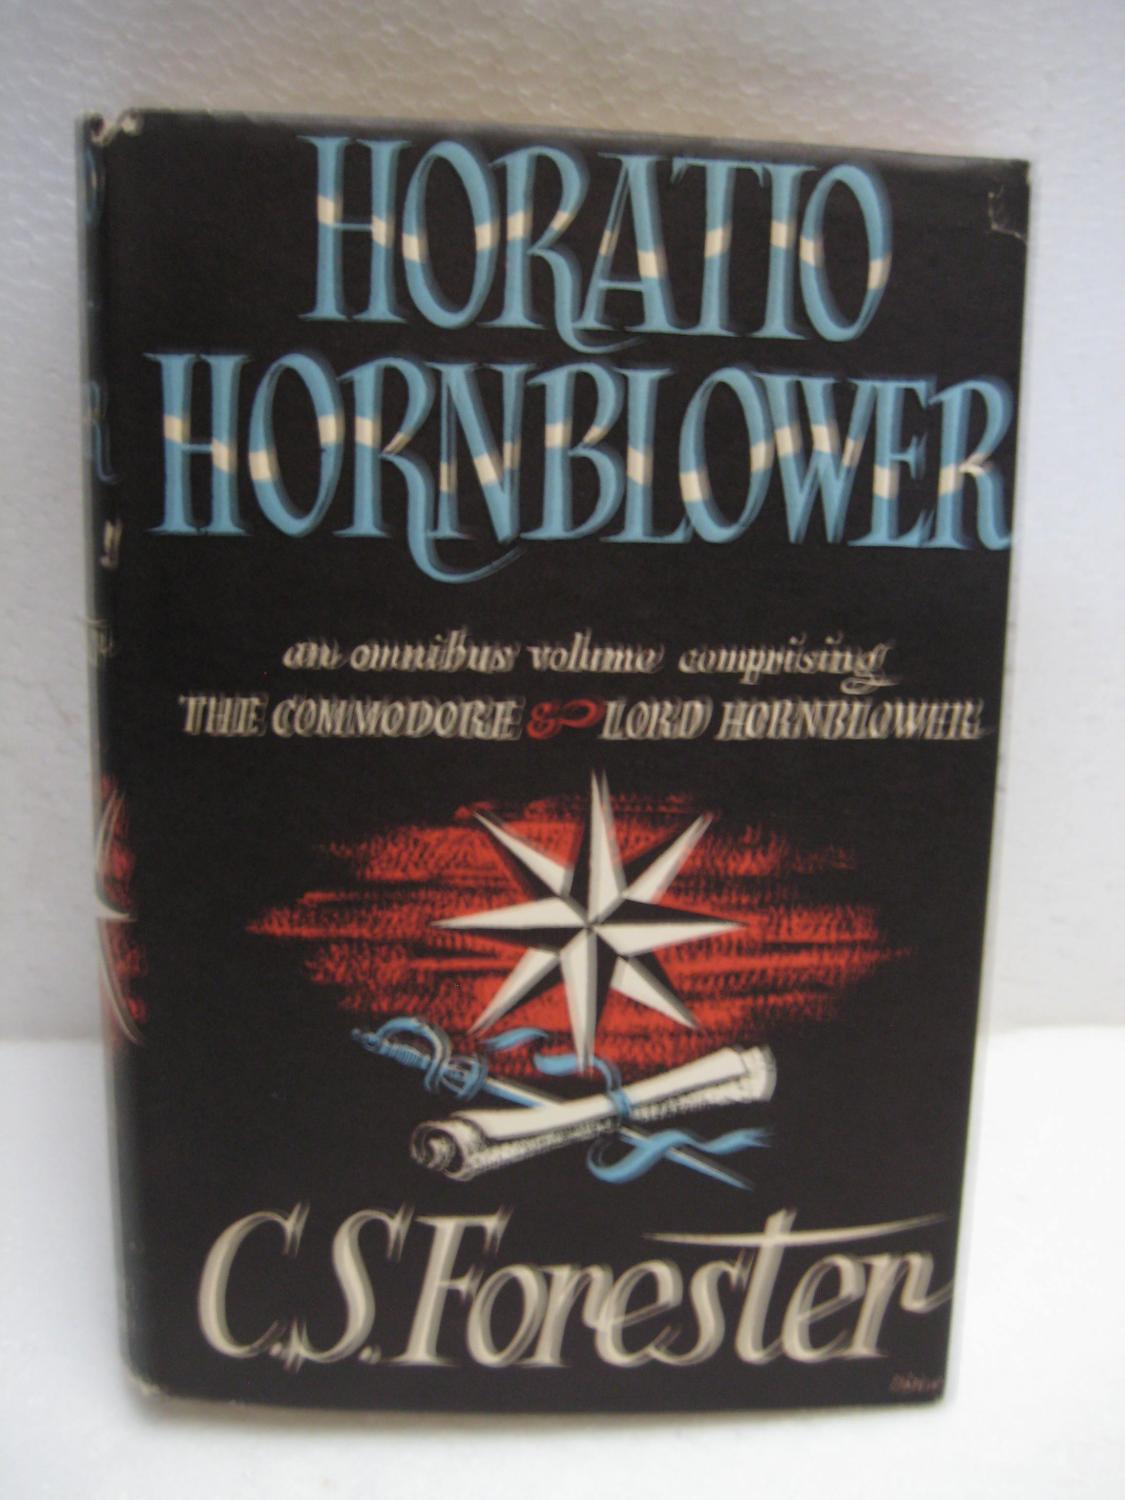 HORATIO
HORNBLOWER
an omnibus volume comprising
THE COMMODORE & LORD HORNBLOWER
C.S. Forester